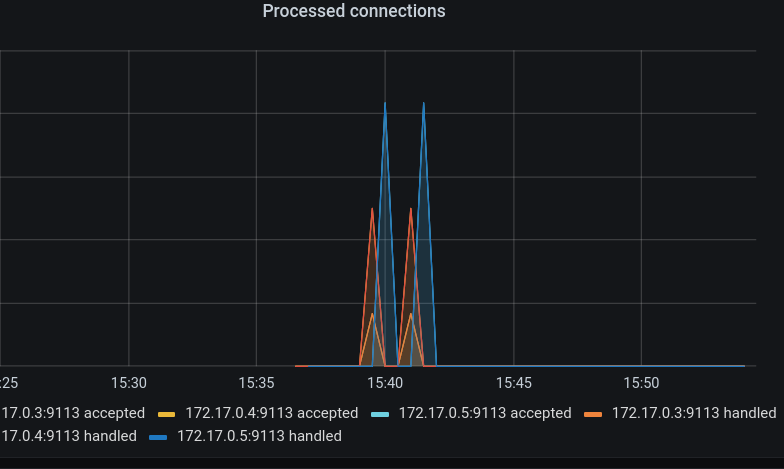 Processed connections
:25 15:30 15:35 15:40 15:45 15:50
17.0.3:9113 accepted 172.17.0.4:9113 accepted 172.17.0.5:9113 accepted 172.17.0.3:9113 handled
17.0.4:9113 handled 172.17.0.5:9113 handled